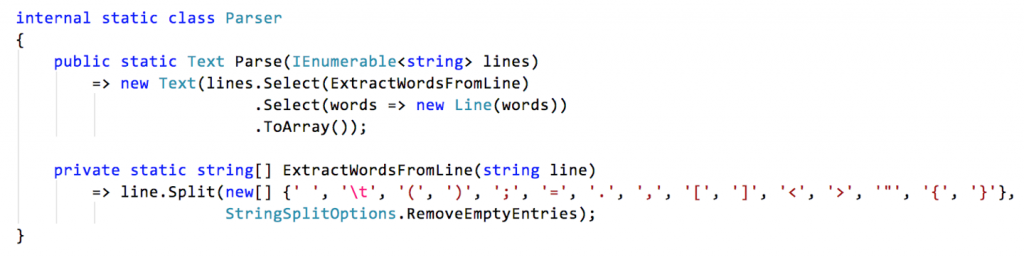 internal static class Parser
{
    public static Text Parse(IEnumerable<string> lines)
        => new Text(lines.Select(ExtractWordsFromLine)
                         .Select(words => new Line(words))
                         .ToArray());
    private static string[] ExtractWordsFromLine(string line)
        => line.Split(new[] {' ', '\t', '(', ')', ';', '=', '.', ',', '[', ']', '<', '>', '"', '{', '}'},
                      StringSplitOptions.RemoveEmptyEntries);
}